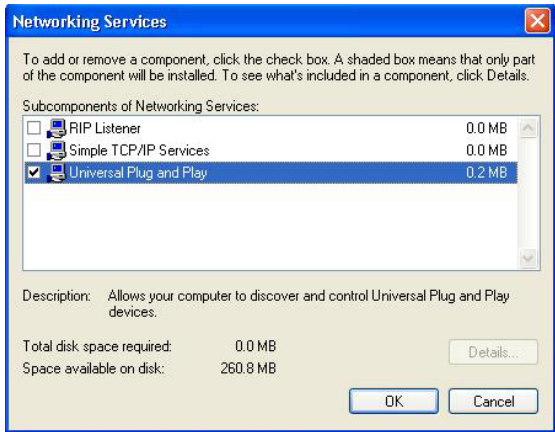 Networking Services
To add or remove a component, click the check box. A shaded box means that only part
of the component will be installed. To see what's included in a component, click Details.
Subcomponents of Networking Services:
RIP Listener 0.0 MB
Simple TCP/IP Services 0.0 MB
Universal Plug and Play 0.2 MB
Description: Allows your computer to discover and control Universal Plug and Play
devices.
Total disk space required: 0.0 MB
Details...
Space available on disk: 260.8 MB
OK Cancel